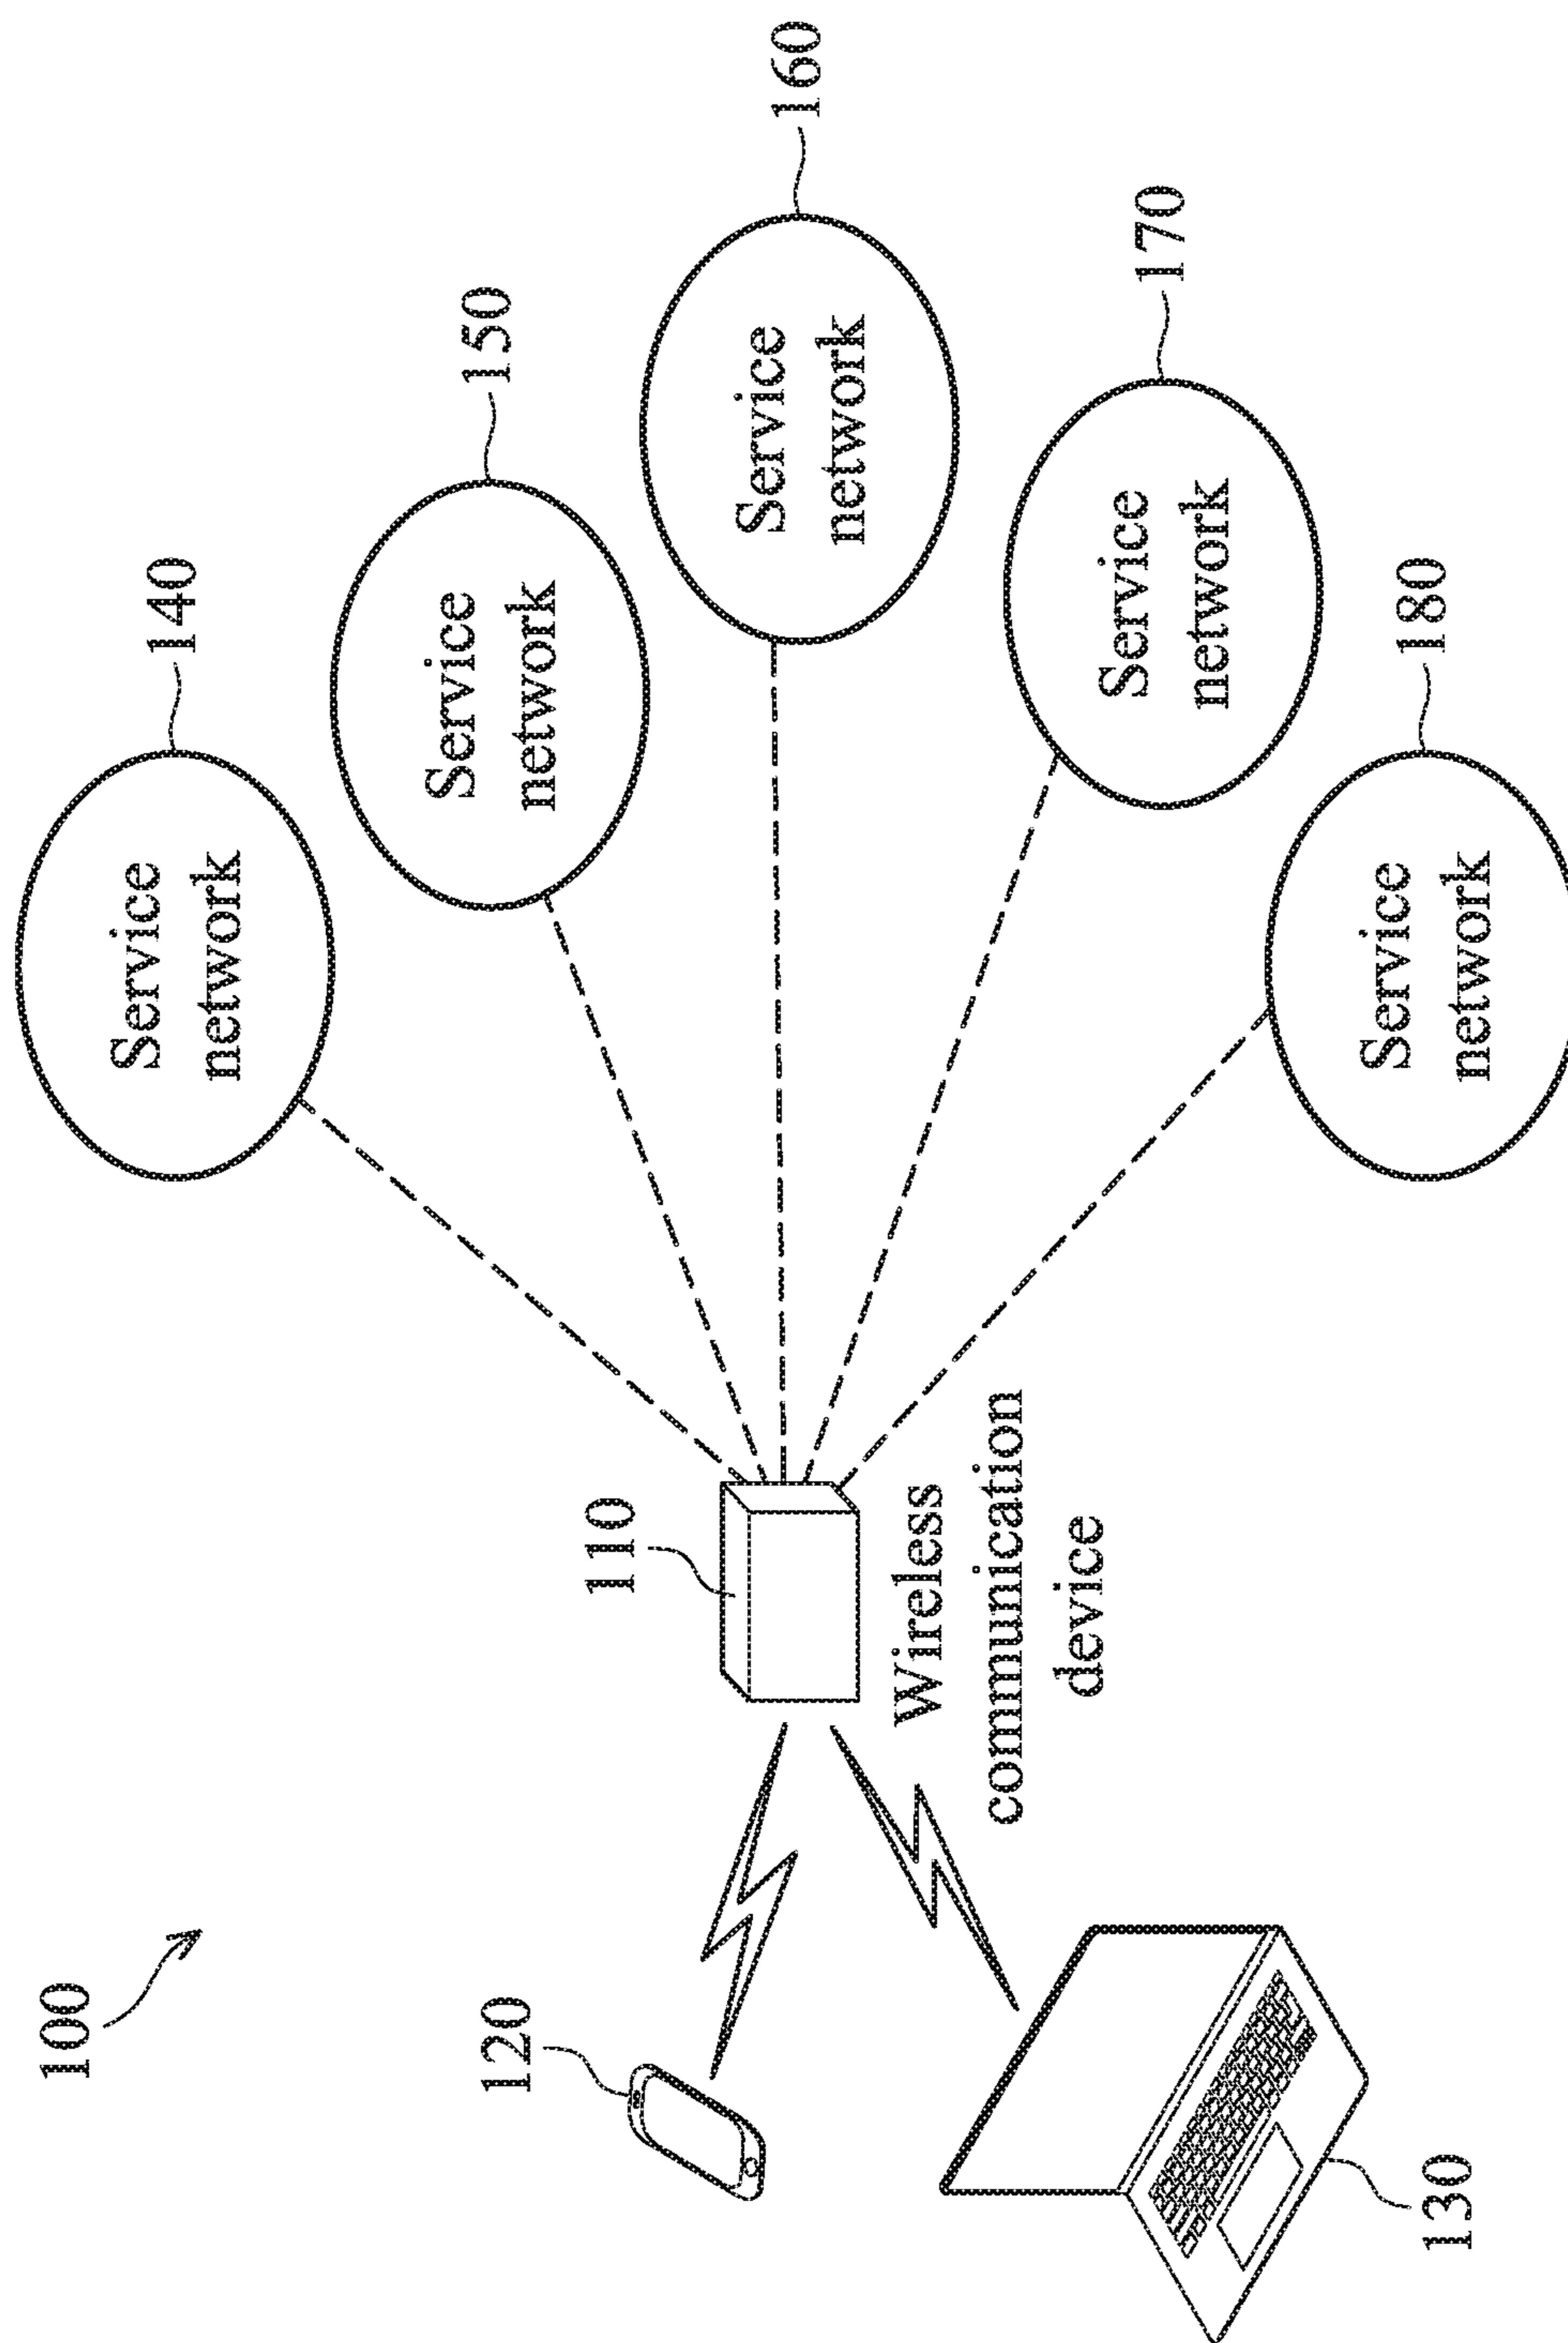 100
120
130
110
Wireless
communication
device
Service
network
140
Service
network
150
Service
network
160
Service
network
170
Service
network
180